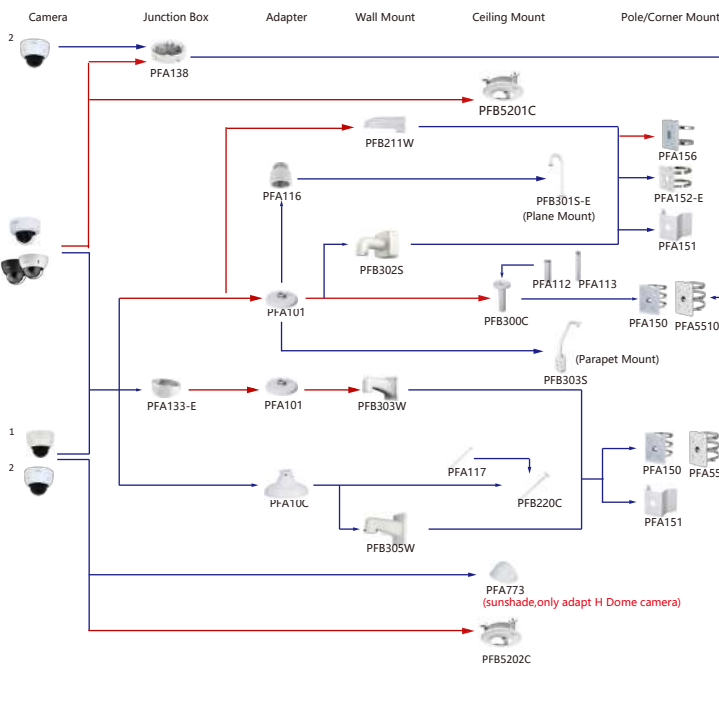 Camera Junction Box Adapter Wall Mount Ceiling Mount Pole/Corner Mount
2
PFA138
PFB5201C
PFB211W
PFA156
PFA116
PFB301S-E
(Plane Mount)
PFA152-E
PFA151
PFB302S
PFA112 PFA113
PFA101
PFB300C
PFA150 PFA5510
(Parapet Mount)
PFB303S
PFA133-E PFA101 PFB303W
1
2
PFA117
PFA150 PFA55
PFA10C
PFB220C
PFA151
PFB305W
PFA773
(sunshade,only adapt H Dome camera)
PFB5202C